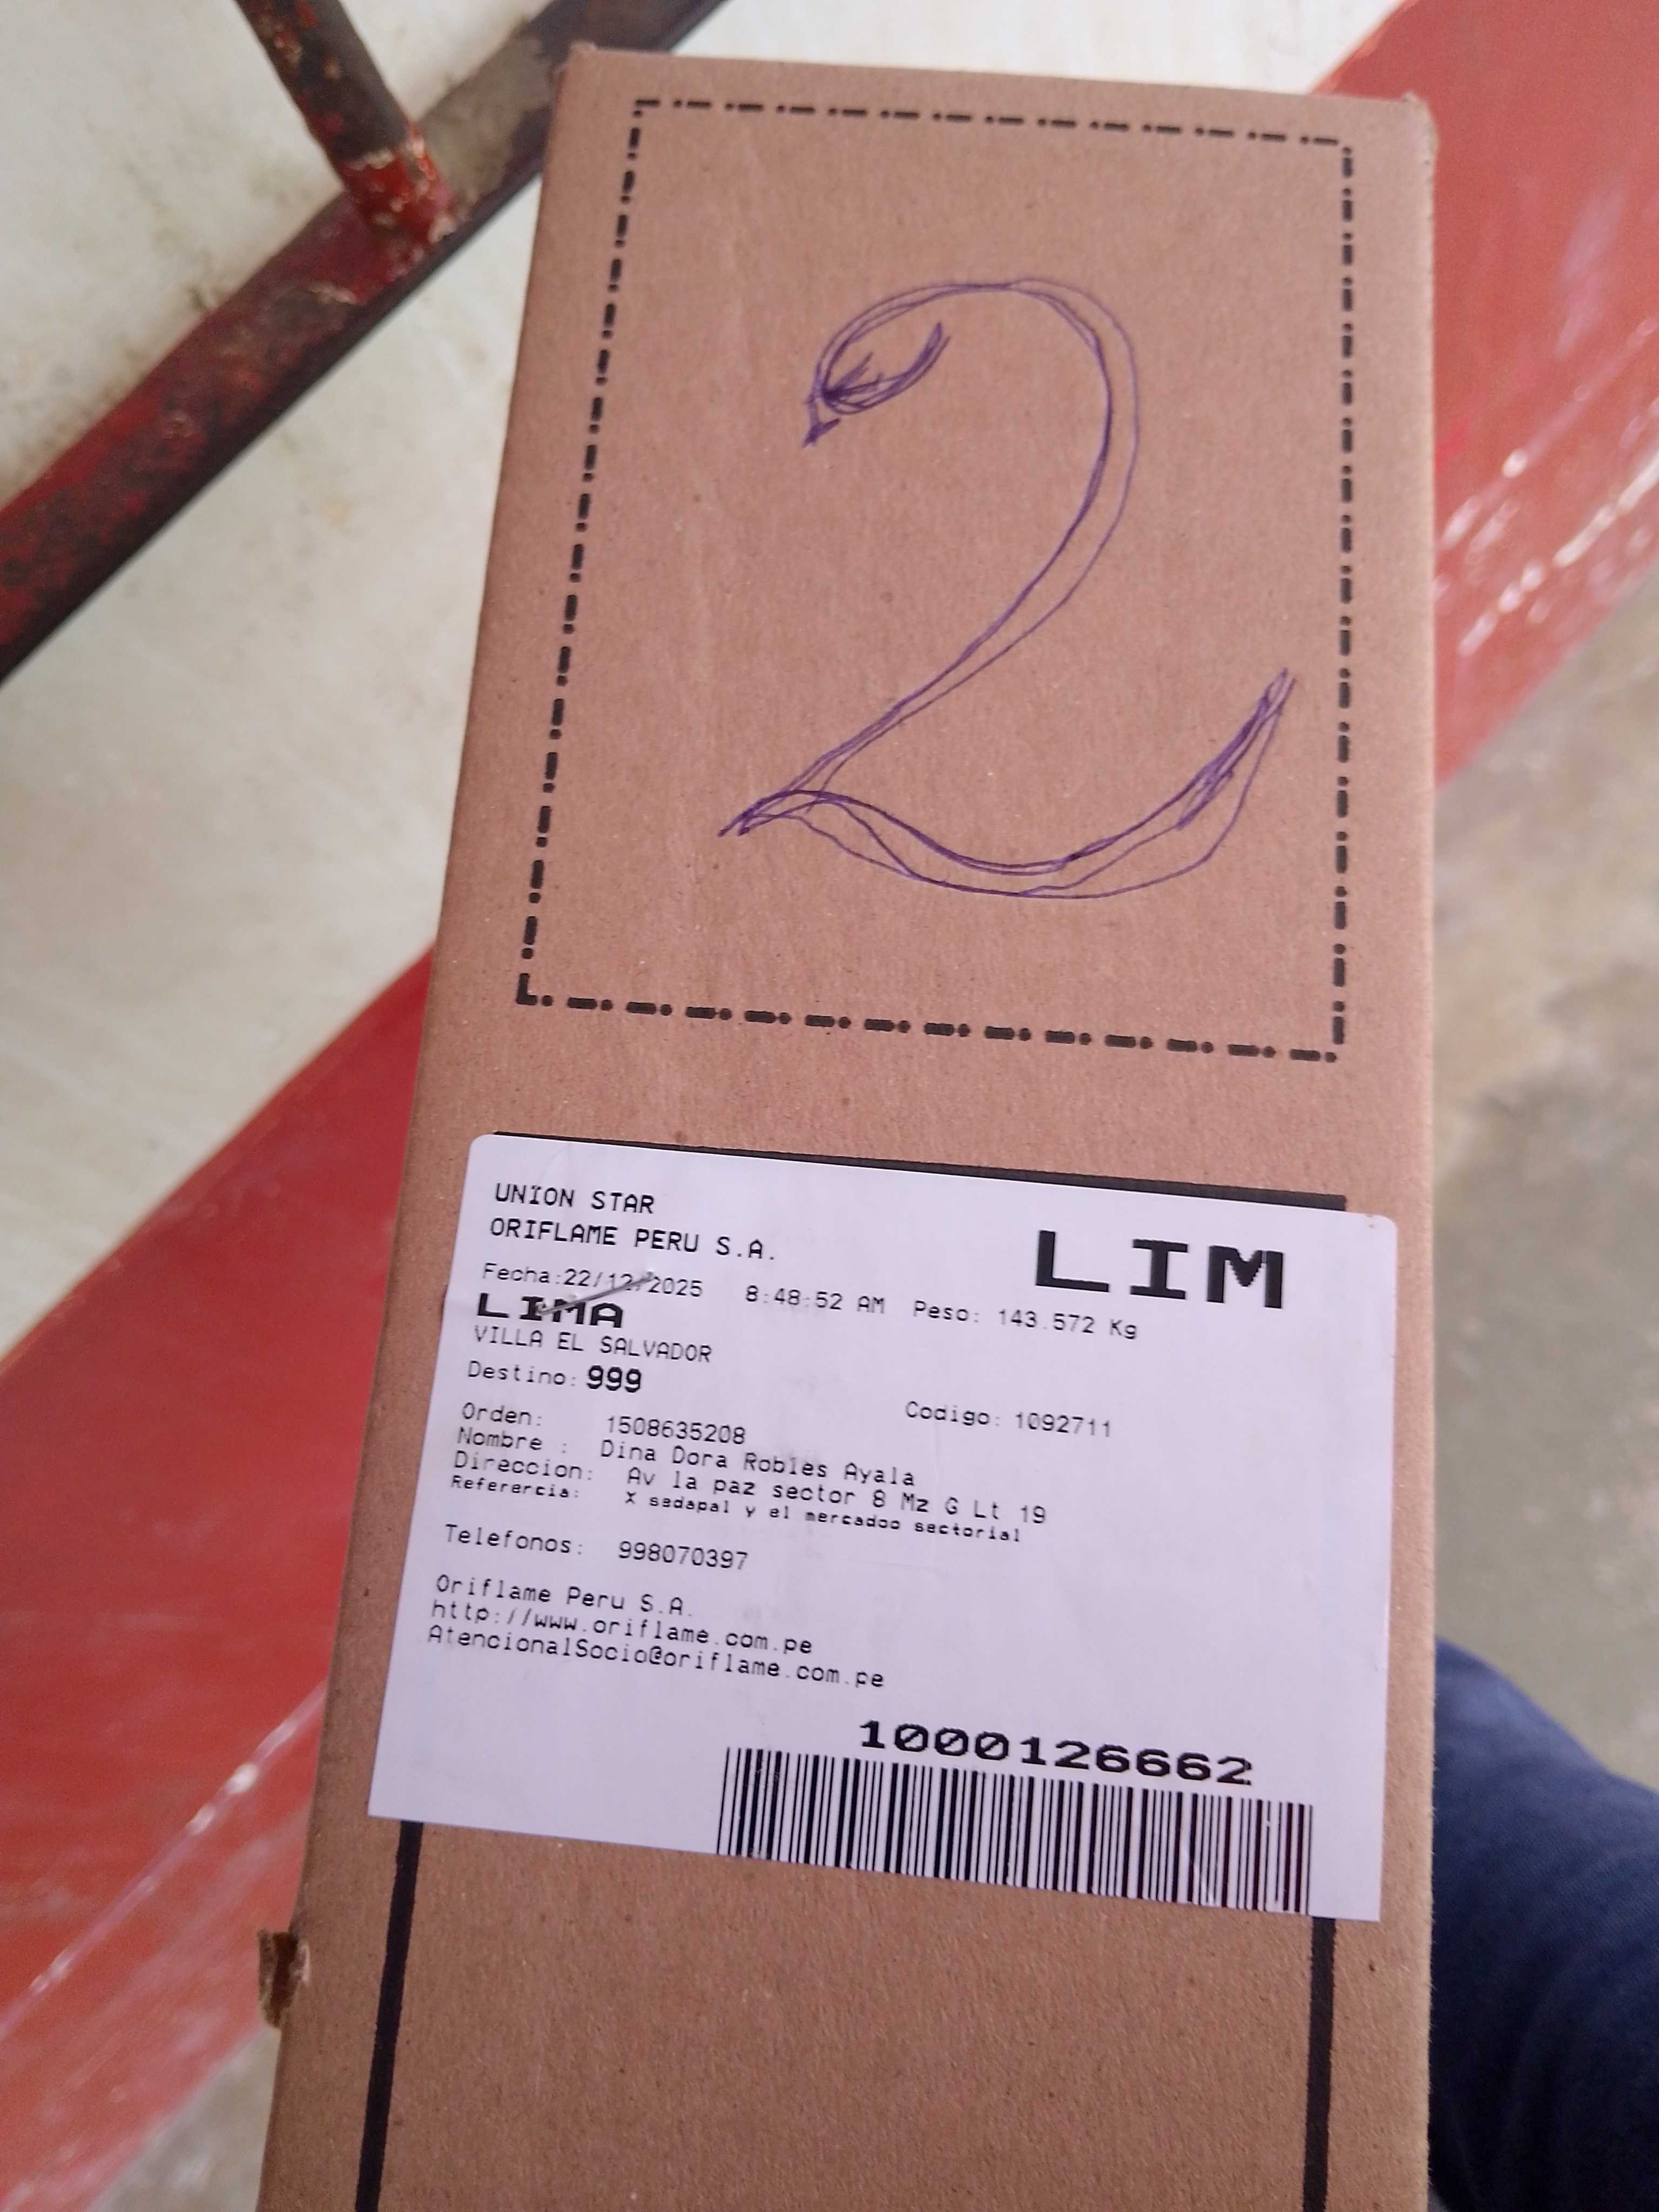 2
UNION STAR
ORIFLAME PERU S.A.
LIM
Fecha:22/12/2025 8:48:52 AM Peso: 143.572 Kg
LIMA
VILLA EL SALVADOR
Destino: 999
Codigo: 1092711
Orden: 1508635208
Nombre : Dina Dora Robles Ayala
Direccion: Av la paz sector 8 Mz G Lt 19
Referercia: X sedapal y el mercadoo sectorial
Telefonos: 998070397
Oriflame Peru S.A.
http://www.oriflame.com.pe
AtencionalSocio@oriflame.com.pe
1000126662